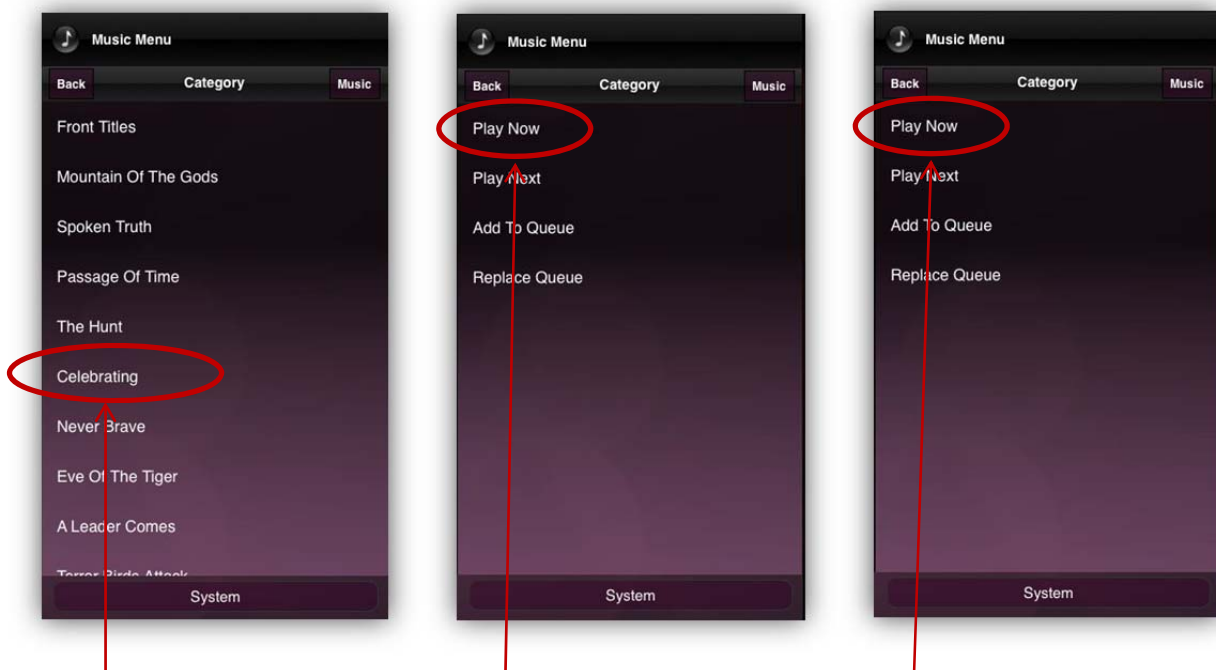 Music Menu
Back Category Music
Front Titles
Mountain Of The Gods
Spoken Truth
Passage Of Time
The Hunt
Celebrating
Never Brave
Eve Of The Tiger
A Leader Comes
Terror Birds Attack
System
Music Menu
Back Category Music
Play Now
Play Next
Add To Queue
Replace Queue
System
Music Menu
Back Category Music
Play Now
Play Next
Add To Queue
Replace Queue
System